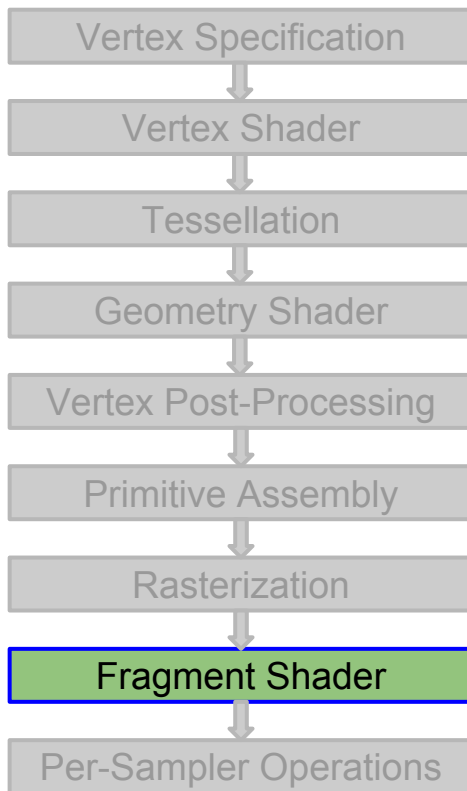 Vertex Specification
Vertex Shader
Tessellation
Geometry Shader
Vertex Post-Processing
Primitive Assembly
Rasterization
Fragment Shader
Per-Sampler Operations